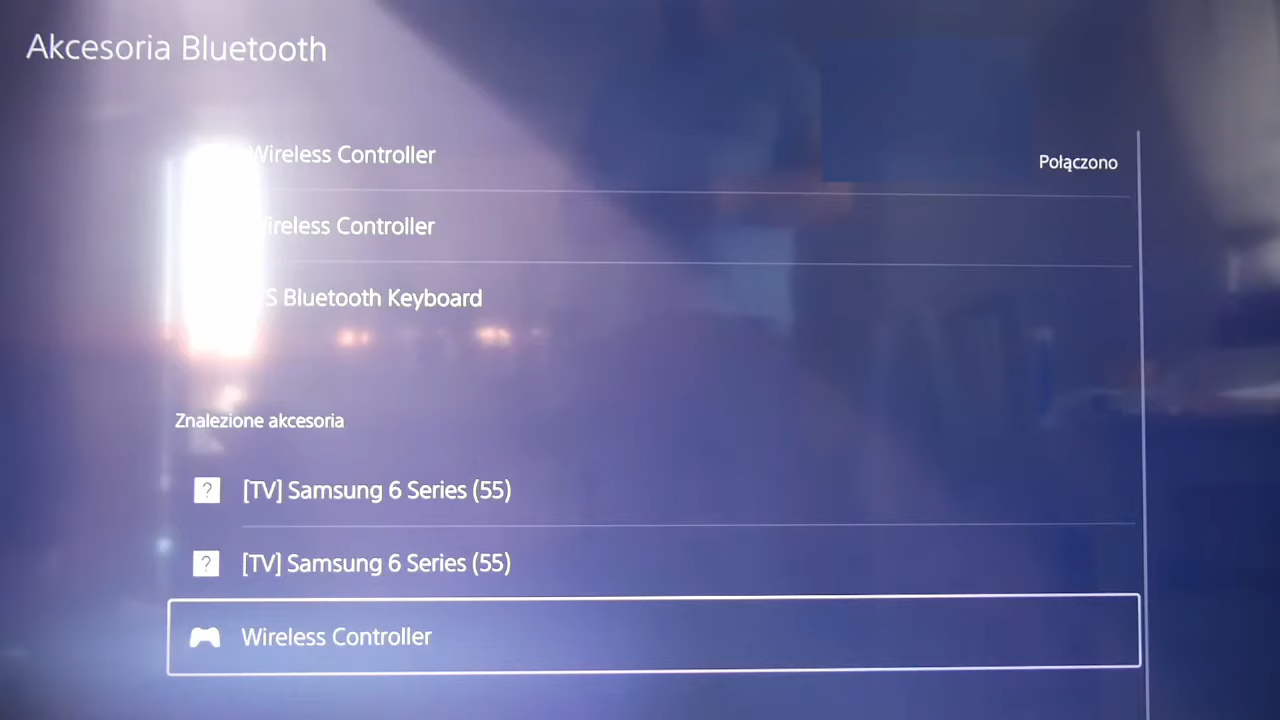 Akcesoria Bluetooth
Wireless Controller
Połączono
Wireless Controller
Bluetooth Keyboard
Znalezione akcesoria
? [TV] Samsung 6 Series (55)
? [TV] Samsung 6 Series (55)
Wireless Controller